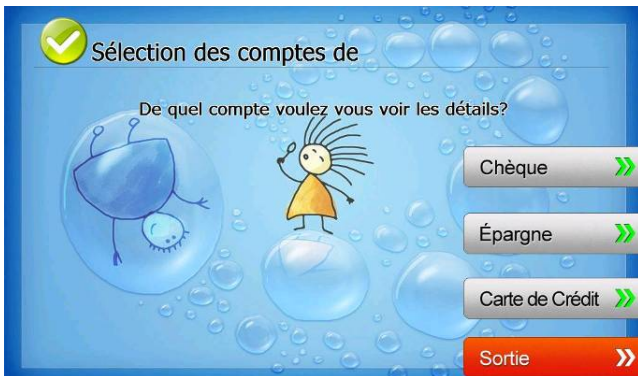 Sélection des comptes de
De quel compte voulez vous voir les détails?
Chèque
Épargne
Carte de Crédit
Sortie